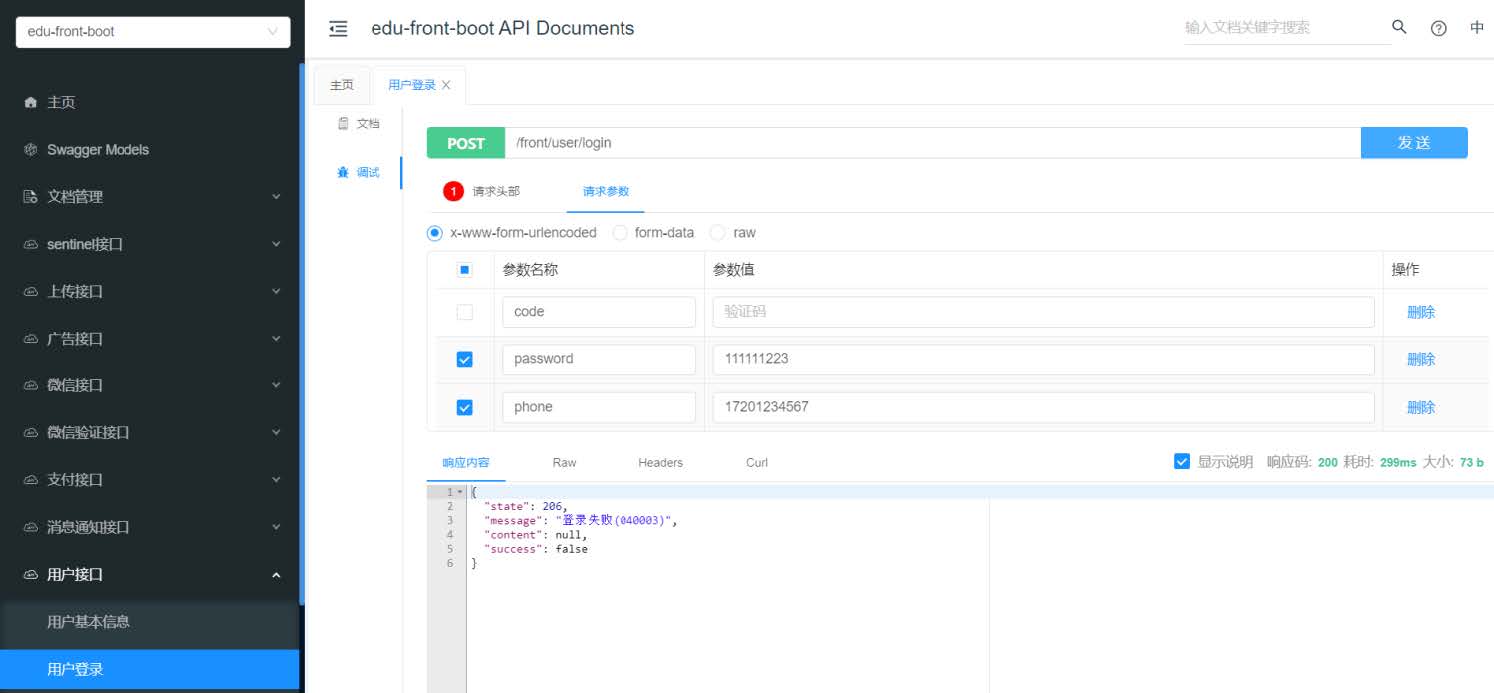 edu-front-boot
主页
Swagger Models
文档管理
sentinel接口
上传接口
广告接口
微信接口
微信验证接口
支付接口
消息通知接口
用户接口
用户基本信息
用户登录
edu-front-boot API Documents
输入文档关键字搜索
中
主页
用户登录
文档
调试
POST /front/user/login 发 送
1 请求头部 请求参数
x-www-form-urlencoded form-data raw
参数名称 参数值 操作
code 验证码 删除
password 111111223 删除
phone 17201234567 删除
响应内容 Raw Headers Curl 显示说明 响应码: 200 耗时: 299ms 大小: 73 b
1 {
2 "state": 206,
3 "message": "登录失败(040003)",
4 "content": null,
5 "success": false
6 }